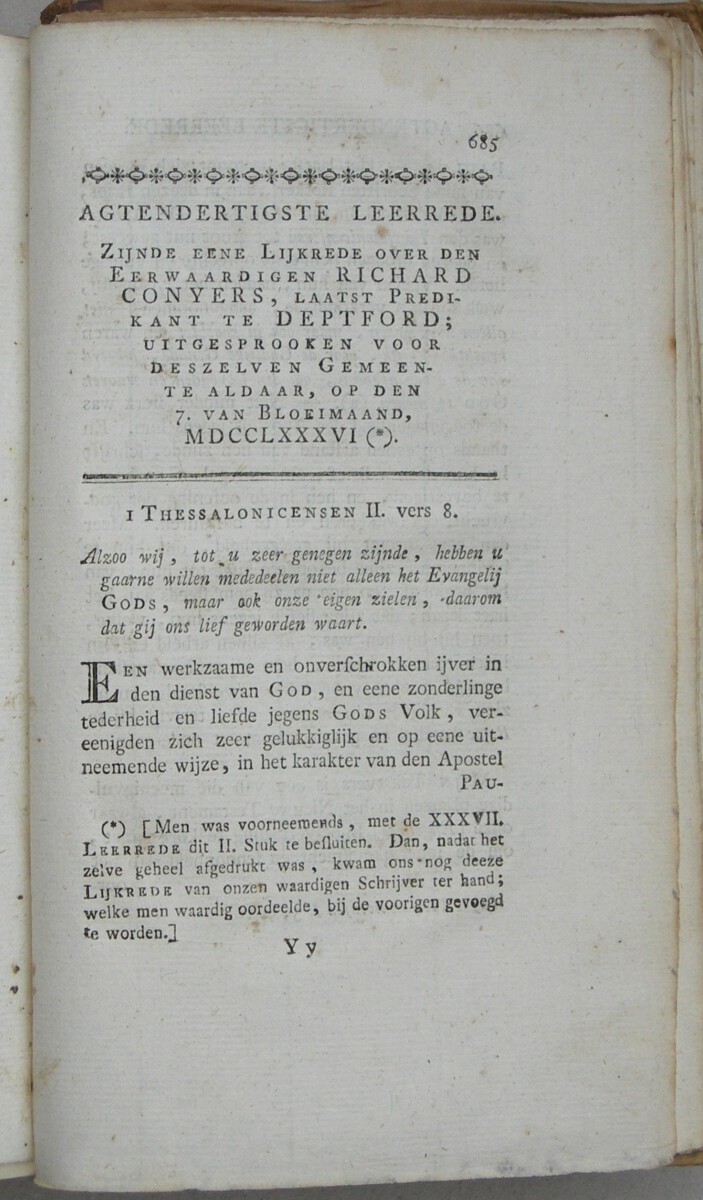 685
AGTENDERTIGSTE LEERREDE.
ZIJNDE EENE LIJKREDE OVER DEN
EERWAARDIGEN RICHARD
CONYERS, LAATST PREDI-
KANT TE DEPTFORD;
UITGESPROOKEN VOOR
DESZELVEN GEMEEN-
TE ALDAAR, OP DEN
7. VAN BLOEIMAAND,
MDCCLXXXVI (*).
1 THESSALONICENSEN II. vers 8.
Alzoo wij, tot u zeer genegen zijnde, hebben u
gaarne willen mededeelen niet alleen het Evangelij
GODS, maar ook onze eigen zielen, daarom
dat gij ons lief geworden waart.
EEN werkzaame en onverſchrokken ijver in
den dienst van GOD, en eene zonderlinge
tederheid en liefde jegens GODS Volk, ver-
eenigden zich zeer gelukkiglijk en op eene uit-
neemende wijze, in het karakter van den Apostel
PAU-
(*) [Men was voorneemends, met de XXXVII.
LEERREDE dit II. Stuk te beſluiten. Dan, nadat het
zelve geheel afgedrukt was, kwam ons nog deeze
LIJKREDE van onzen waardigen Schrijver ter hand;
welke men waardig oordeelde, bij de voorigen gevoegd
te worden.]
Y y